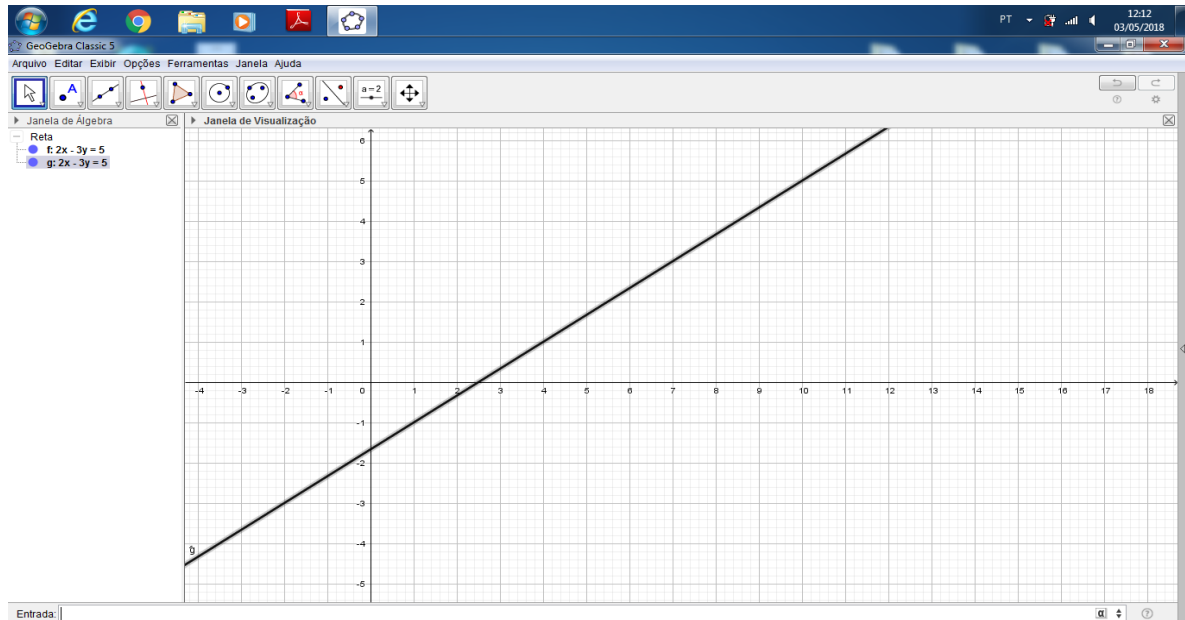 PT
12:12
03/05/2018
GeoGebra Classic 5
Arquivo Editar Exibir Opções Ferramentas Janela Ajuda
A
α
a=2
Janela de Álgebra
Janela de Visualização
Reta
f: 2x - 3y = 5
g: 2x - 3y = 5
6
5
4
3
2
1
-4 -3 -2 -1 0 1 2 3 4 5 6 7 8 9 10 11 12 13 14 15 16 17 18
-1
-2
-3
-4
g
-5
Entrada:
α